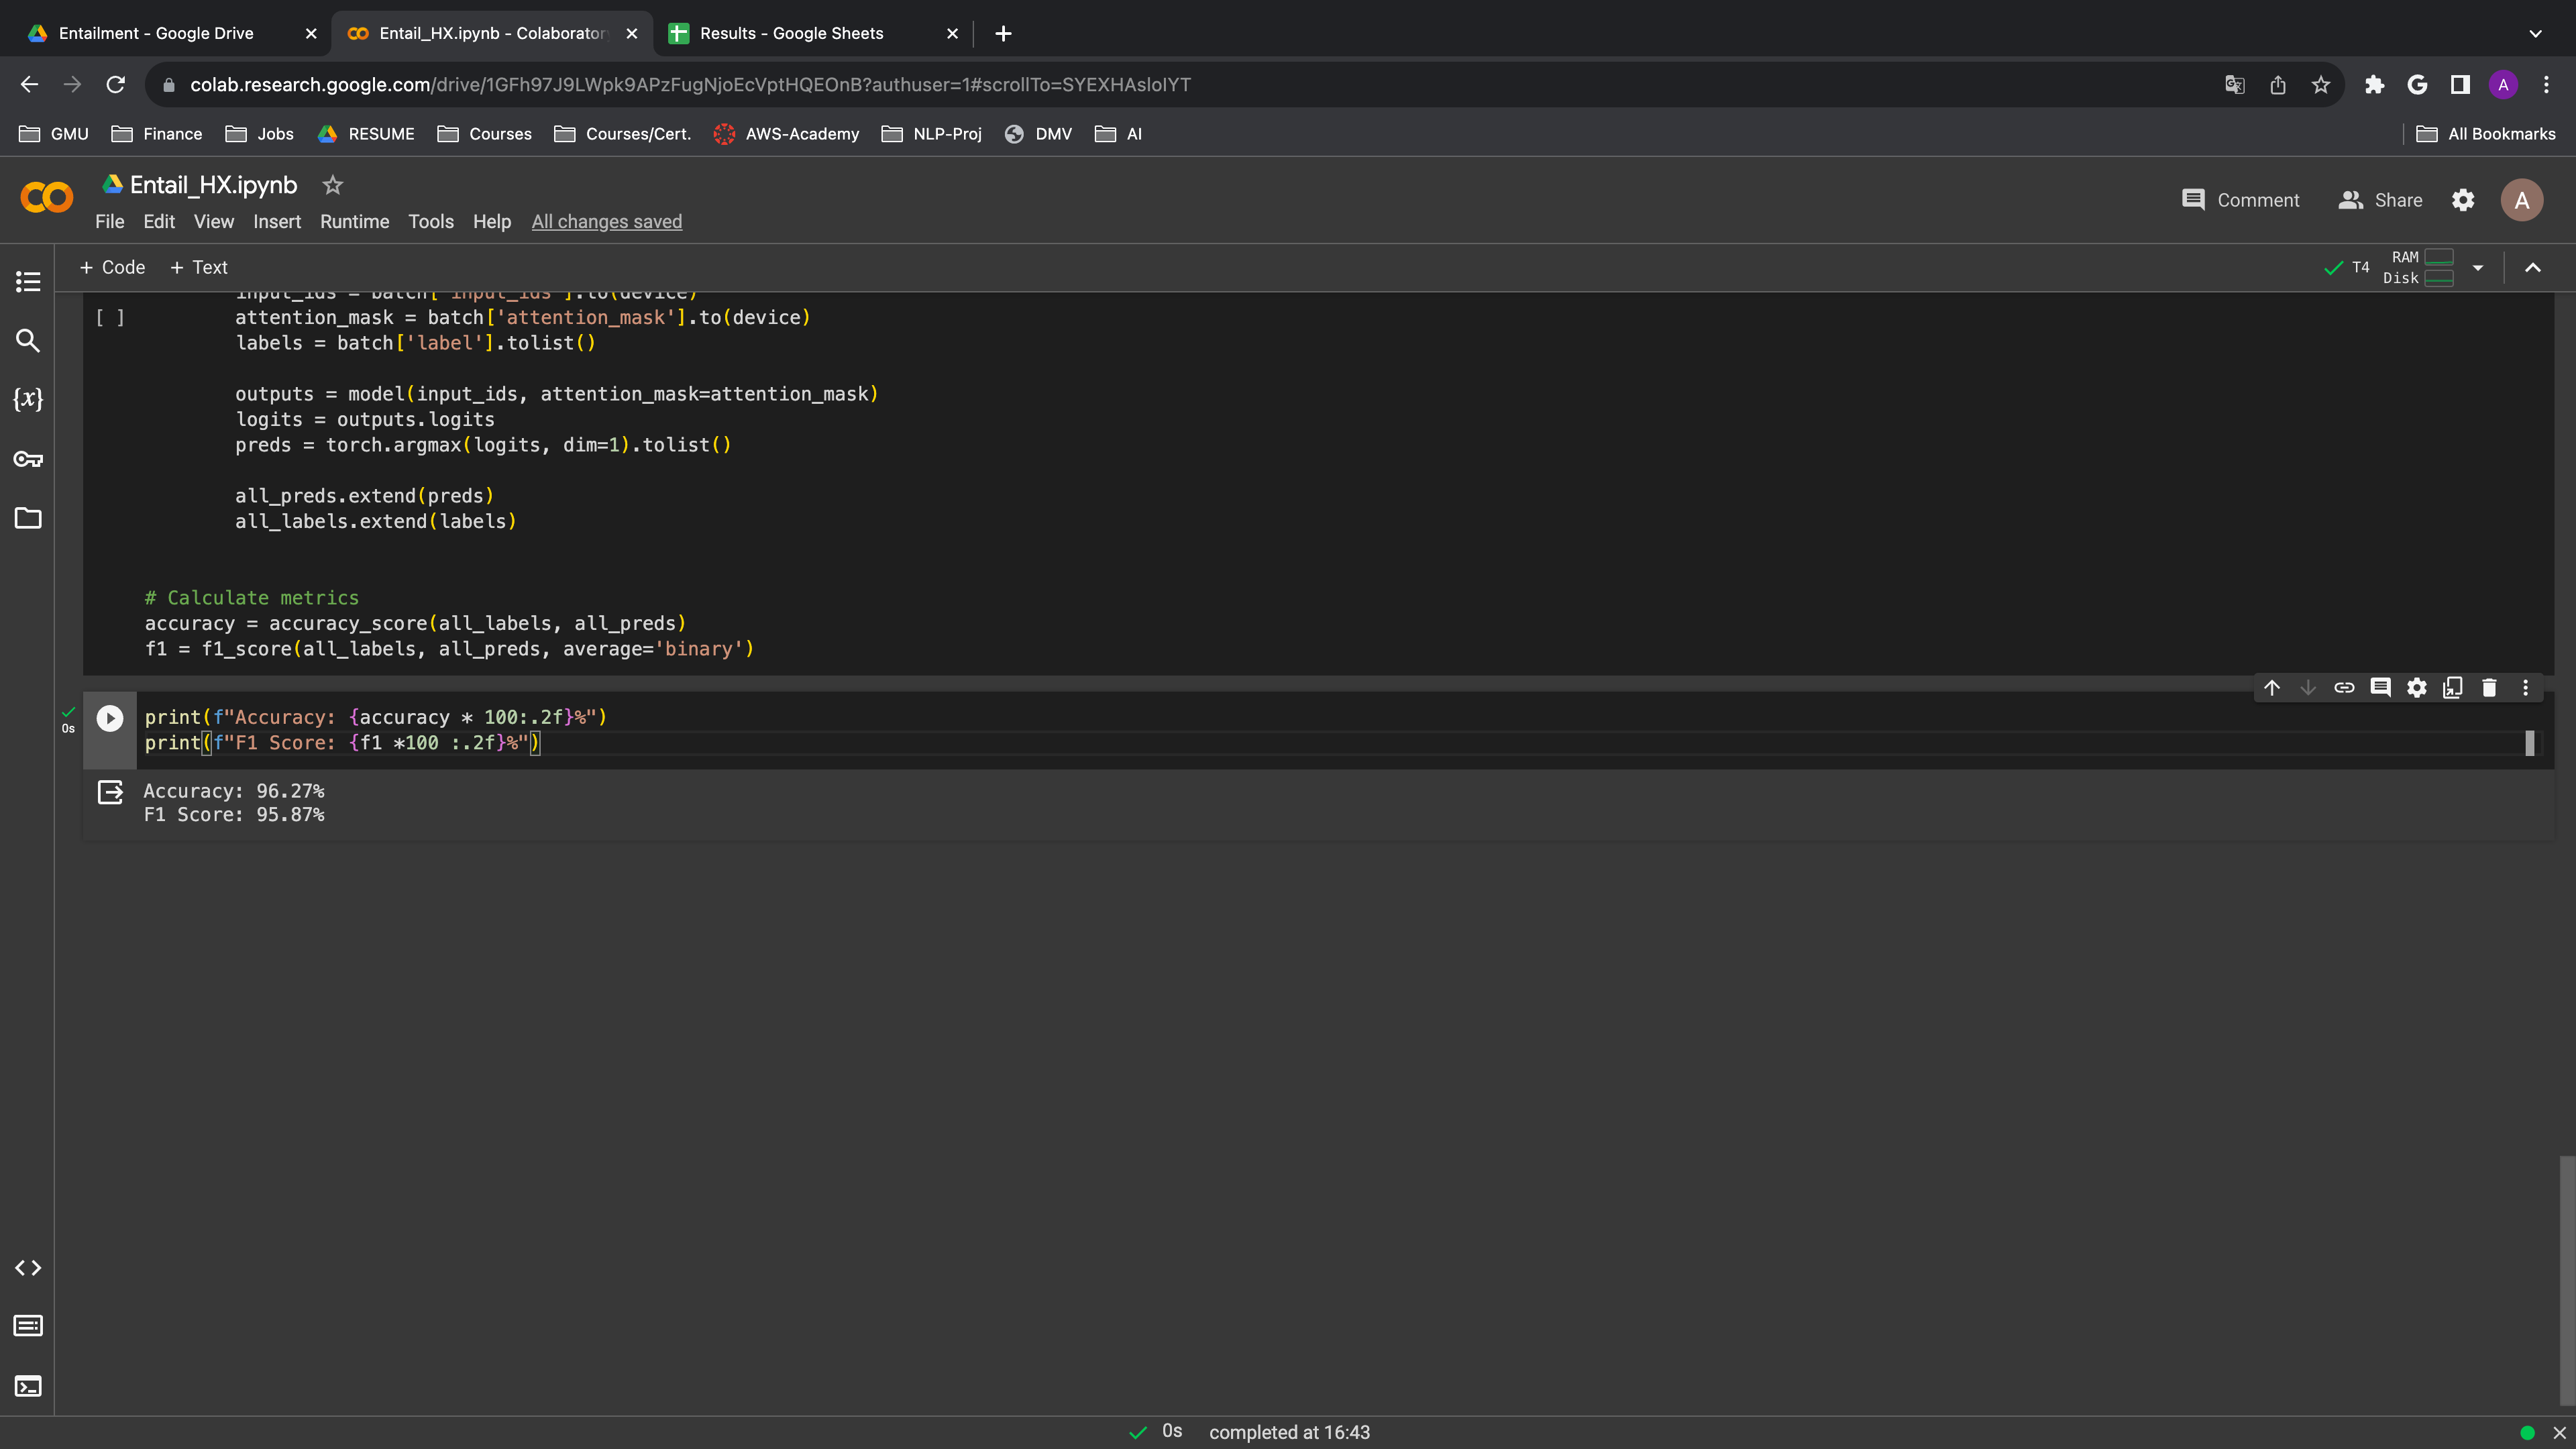 Entailment - Google Drive
Entail_HX.ipynb - Colaborator
Results - Google Sheets
colab.research.google.com/drive/1GFh97J9LWpk9APzFugNjoEcVptHQEOnB?authuser=1#scrollTo=SYEXHAsloIYT
A
GMU Finance Jobs RESUME Courses Courses/Cert. AWS-Academy NLP-Proj DMV AI All Bookmarks
Entail_HX.ipynb
Comment Share A
File Edit View Insert Runtime Tools Help All changes saved
+ Code + Text
T4 RAM
Disk
{x}
input_ids = batch['input_ids'].to(device)
[ ] attention_mask = batch['attention_mask'].to(device)
labels = batch['label'].tolist()
outputs = model(input_ids, attention_mask=attention_mask)
logits = outputs.logits
preds = torch.argmax(logits, dim=1).tolist()
all_preds.extend(preds)
all_labels.extend(labels)
# Calculate metrics
accuracy = accuracy_score(all_labels, all_preds)
f1 = f1_score(all_labels, all_preds, average='binary')
0s
print(f"Accuracy: {accuracy * 100:.2f}%")
print(f"F1 Score: {f1 *100 :.2f}%")
Accuracy: 96.27%
F1 Score: 95.87%
0s completed at 16:43